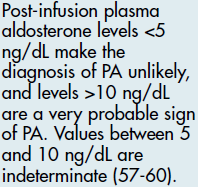 Post-infusion plasma
aldosterone levels <5
ng/dL make the
diagnosis of PA unlikely,
and levels >10 ng/dL
are a very probable sign
of PA. Values between 5
and 10 ng/dL are
indeterminate (57-60).